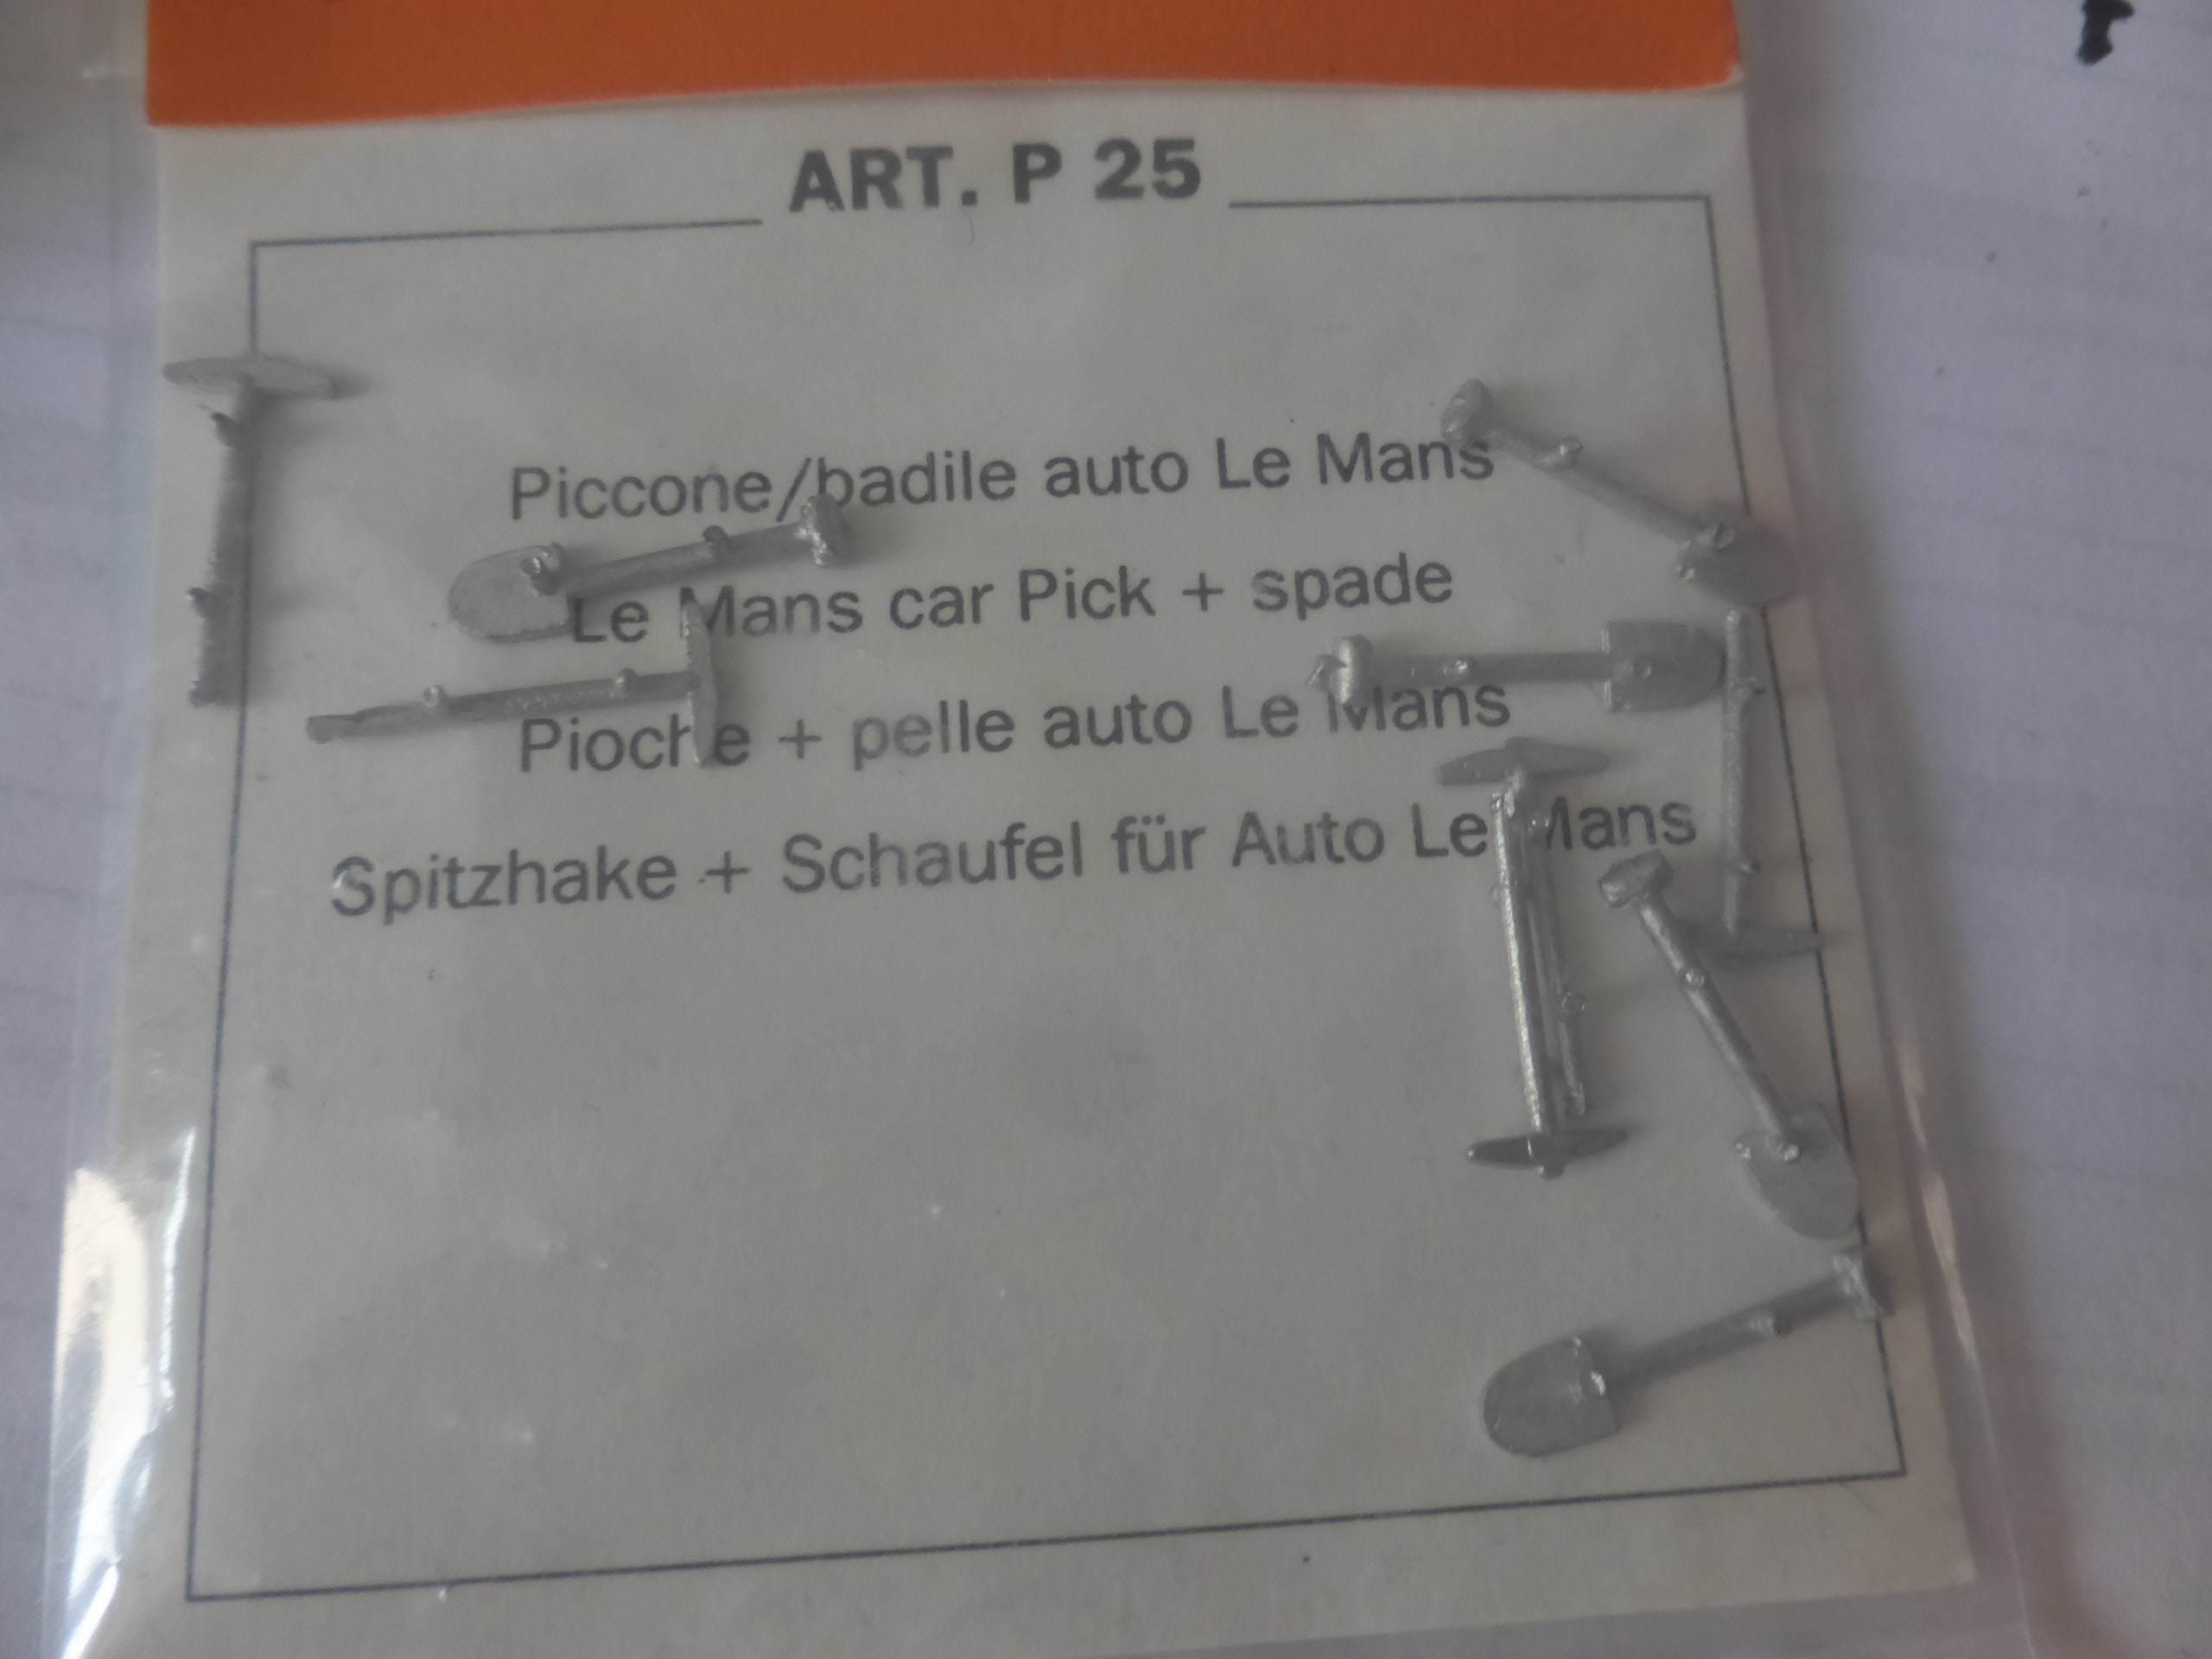 ART. P 25
Piccone/badile auto Le Mans
Le Mans car Pick + spade
Pioche + pelle auto Le Mans
Spitzhake + Schaufel für Auto Le Mans